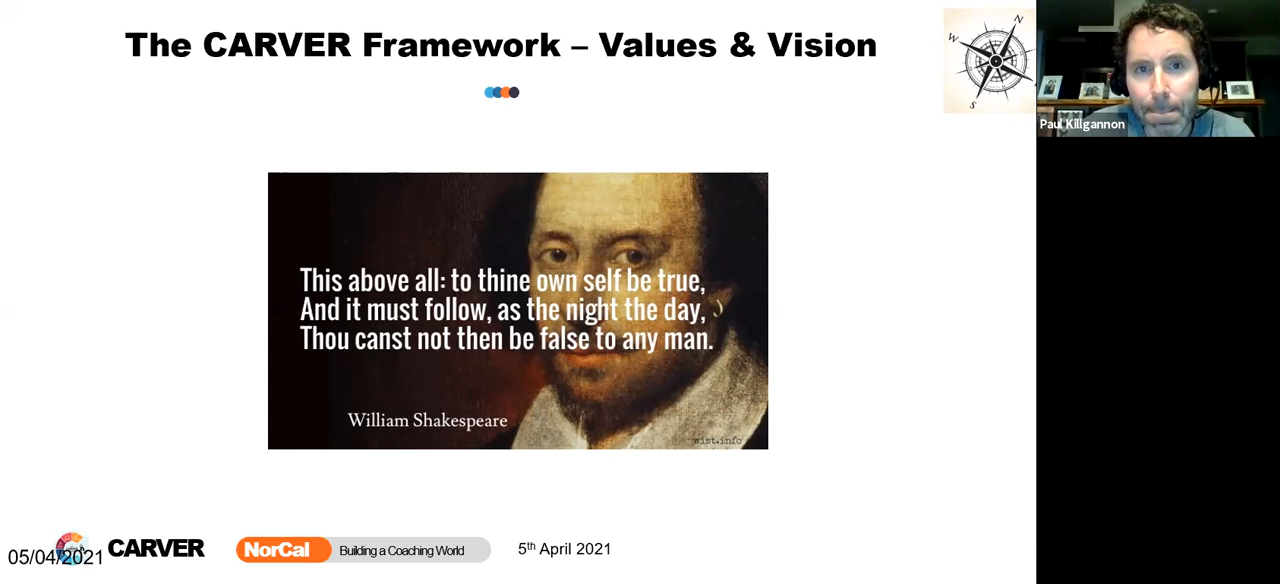 The CARVER Framework – Values & Vision
N
W
S
Paul Killgannon
This above all: to thine own self be true,
And it must follow, as the night the day,
Thou canst not then be false to any man.
William Shakespeare
wist.info
05/04/2021
CARVER
NorCal
Building a Coaching World
5th April 2021